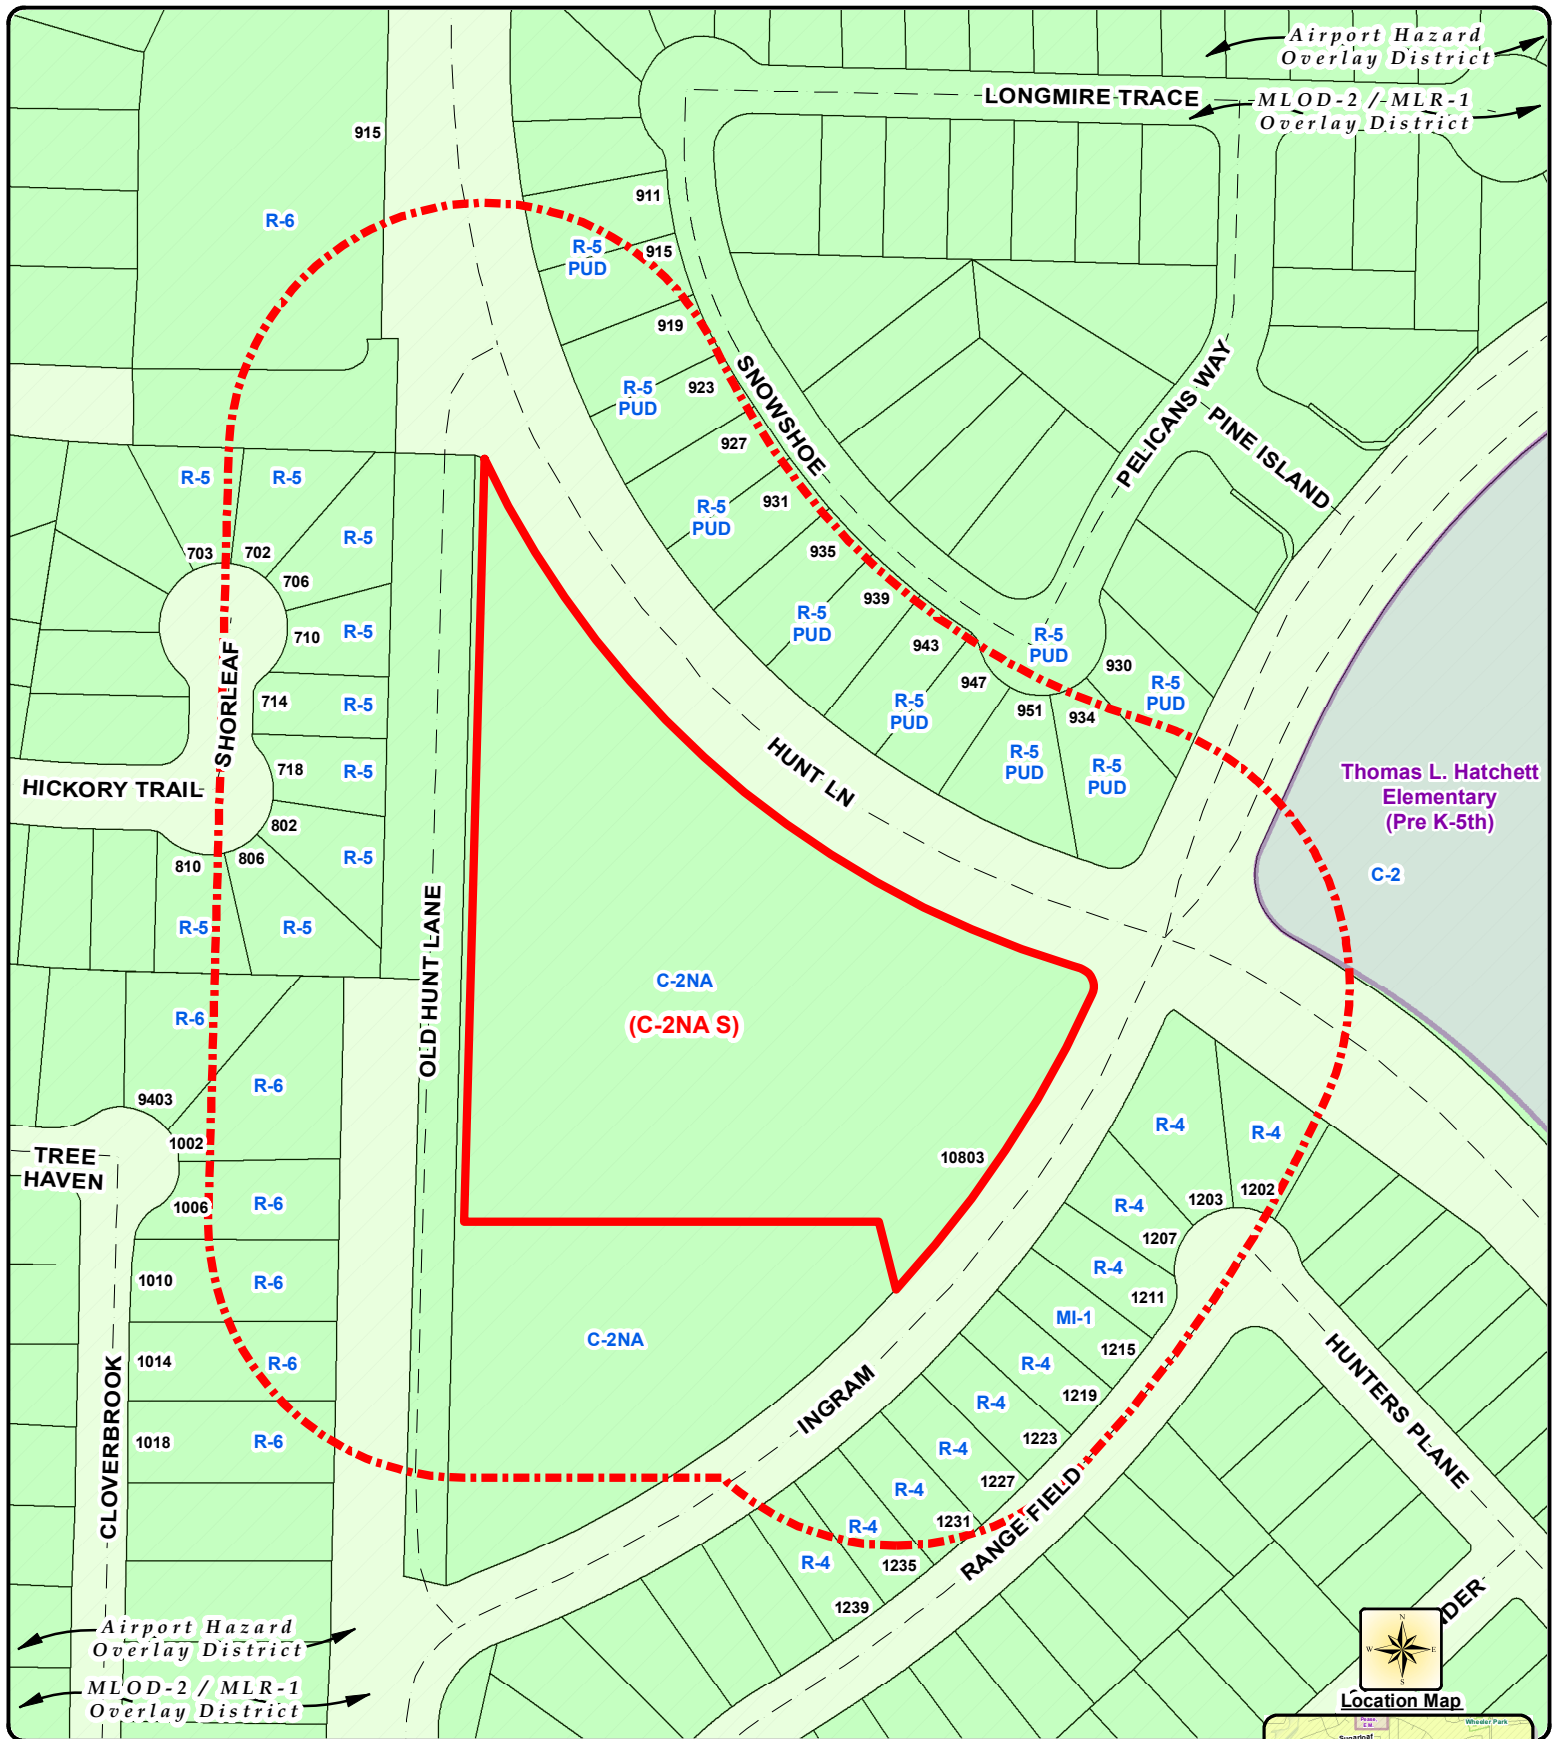 Airport Hazard
Overlay District
LONGMIRE TRACE
MLOD-2 / MLR-1
Overlay District
915
911
R-6
R-5
PUD
915
919
SNOWSHOE
923
R-5
PUD
927
PELICANS WAY
PINE ISLAND
931
R-5
PUD
935
939
R-5
PUD
943
R-5
PUD
930
947
R-5
PUD
951
934
R-5
PUD
R-5
PUD
R-5
PUD
R-5
R-5
R-5
703
702
706
710
R-5
SHORLEAF
714
R-5
718
R-5
HICKORY TRAIL
802
806
810
R-5
R-5
R-5
HUNT LN
Thomas L. Hatchett
Elementary
(Pre K-5th)
C-2
OLD HUNT LANE
C-2NA
(C-2NA S)
R-6
R-6
9403
1002
TREE
HAVEN
1006
R-6
10803
R-4
R-4
1203
1202
R-4
1207
R-4
1211
MI-1
1215
R-4
1219
R-4
1223
R-4
1227
R-4
1231
R-4
1235
R-4
1239
1010
R-6
C-2NA
1014
R-6
CLOVERBROOK
1018
R-6
INGRAM
HUNTERS PLANE
RANGE FIELD
DER
Airport Hazard
Overlay District
MLOD-2 / MLR-1
Overlay District
N
W
E
S
Location Map
Pease,
E.M.
Wheeler Park
Sugarloaf